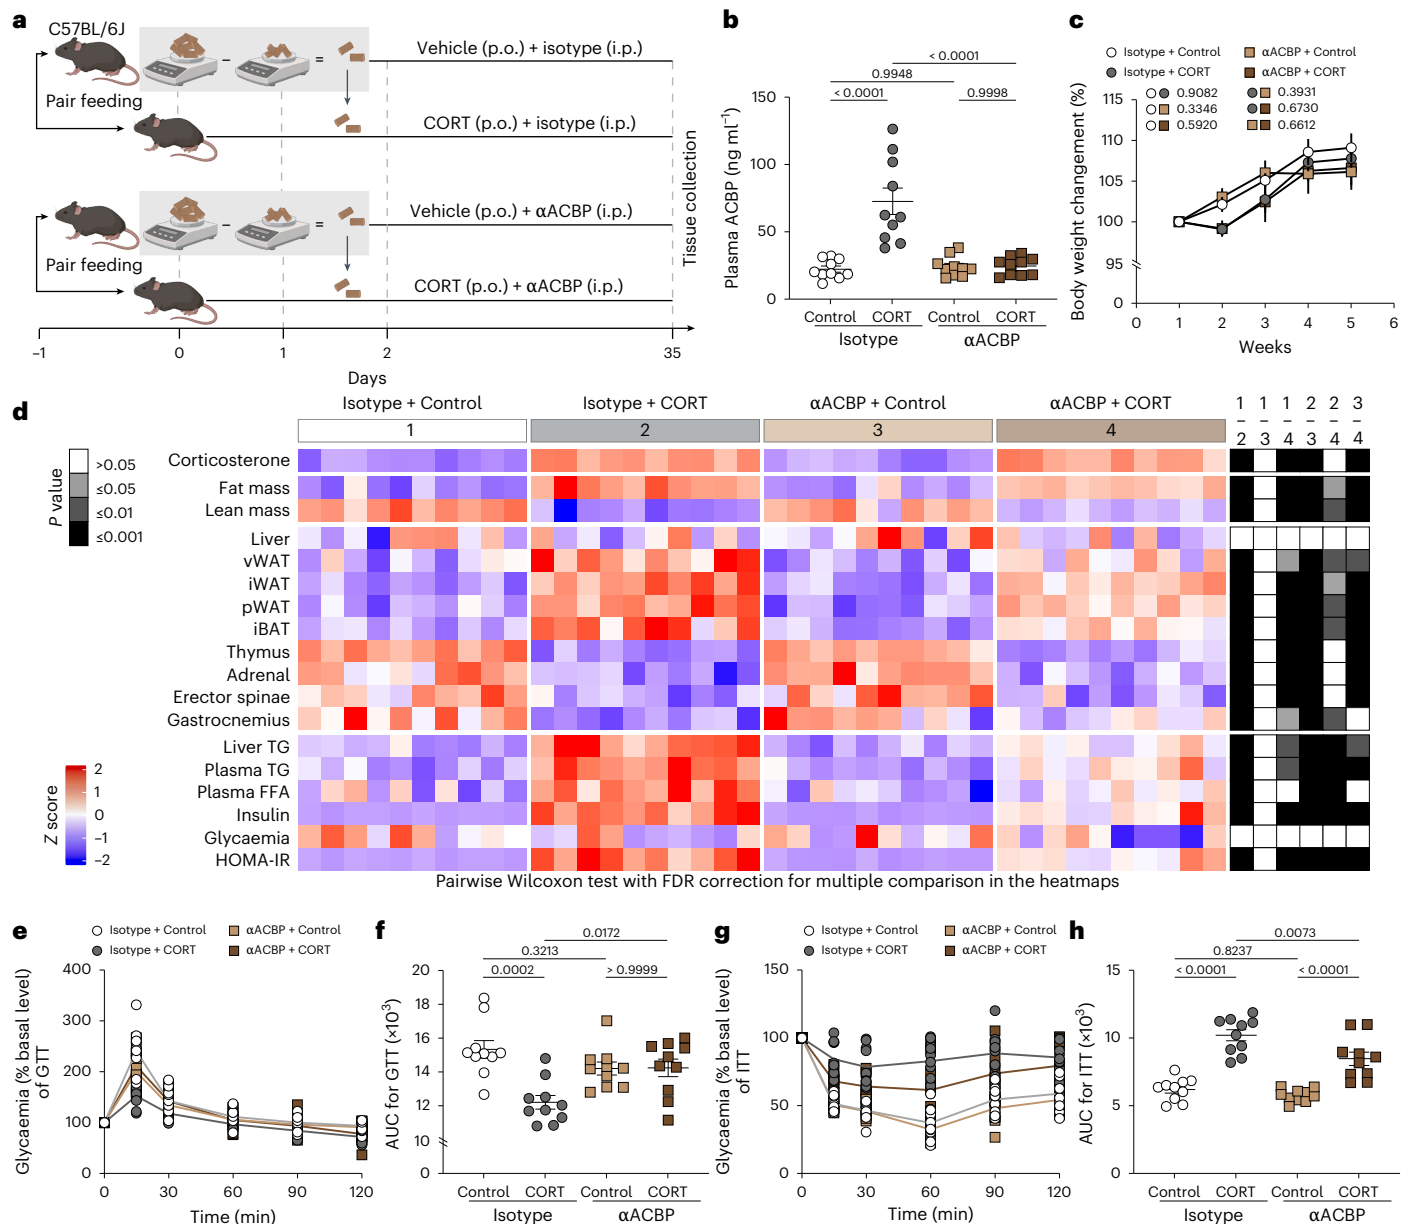 a
C57BL/6J
Pair feeding
Vehicle (p.o.) + isotype (i.p.)
CORT (p.o.) + isotype (i.p.)
Vehicle (p.o.) + αACBP (i.p.)
Pair feeding
CORT (p.o.) + αACBP (i.p.)
– =
– =
Tissue collection
–1 0 1 2 35
Days
b
< 0.0001
0.9948
< 0.0001 0.9998
Plasma ACBP (ng ml⁻¹)
150
100
50
0
Control CORT Control CORT
Isotype αACBP
c
Isotype + Control αACBP + Control
Isotype + CORT αACBP + CORT
0.9082 0.3931
0.3346 0.6730
0.5920 0.6612
Body weight changement (%)
115
110
105
100
95
0
0 1 2 3 4 5 6
Weeks
d
Isotype + Control Isotype + CORT αACBP + Control αACBP + CORT
1 2 3 4
1 1 1 2 2 3
– – – – – –
2 3 4 3 4 4
P value
>0.05
≤0.05
≤0.01
≤0.001
Corticosterone
Fat mass
Lean mass
Liver
vWAT
iWAT
pWAT
iBAT
Thymus
Adrenal
Erector spinae
Gastrocnemius
Liver TG
Plasma TG
Plasma FFA
Insulin
Glycaemia
HOMA-IR
Z score
2
1
0
–1
–2
Pairwise Wilcoxon test with FDR correction for multiple comparison in the heatmaps
e
Isotype + Control αACBP + Control
Isotype + CORT αACBP + CORT
Glycaemia (% basal level)
of GTT
400
300
200
100
0
0 30 60 90 120
Time (min)
f
0.0172
0.3213
0.0002 > 0.9999
AUC for GTT (×10³)
20
18
16
14
12
10
0
Control CORT Control CORT
Isotype αACBP
g
Isotype + Control αACBP + Control
Isotype + CORT αACBP + CORT
Glycaemia (% basal level)
of ITT
150
100
50
0
0 30 60 90 120
Time (min)
h
0.0073
0.8237
< 0.0001 < 0.0001
AUC for ITT (×10³)
15
10
5
0
Control CORT Control CORT
Isotype αACBP